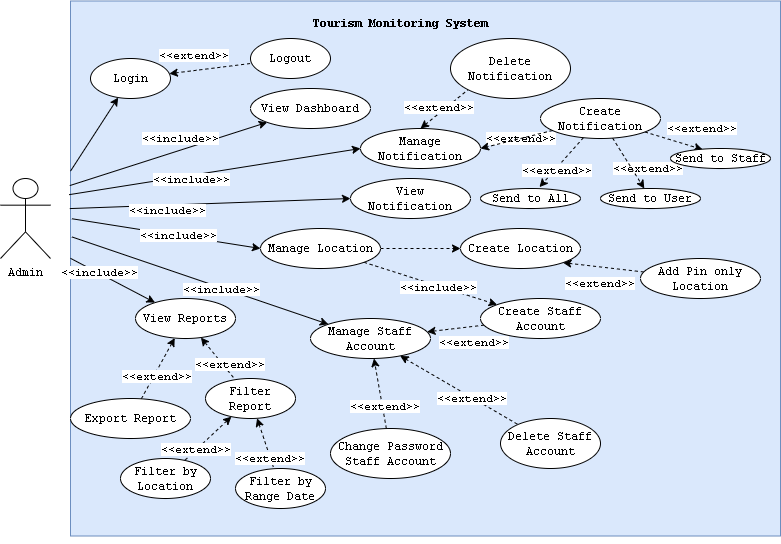 Tourism Monitoring System
Logout
<<extend>>
Login
Delete
Notification
<<extend>>
View Dashboard
<<include>>
Create
Notification
<<extend>>
<<extend>>
Manage
Notification
Send to Staff
<<extend>>
<<extend>>
<<include>>
View
Notification
Send to All
Send to User
<<include>>
<<include>>
Manage Location
Create Location
Admin
<<include>>
Add Pin only
Location
<<extend>>
<<include>>
<<include>>
View Reports
Create Staff
Account
Manage Staff
Account
<<extend>>
<<extend>>
<<extend>>
Filter
Report
Export Report
<<extend>>
<<extend>>
Change Password
Staff Account
Delete Staff
Account
<<extend>>
<<extend>>
Filter by
Location
Filter by
Range Date